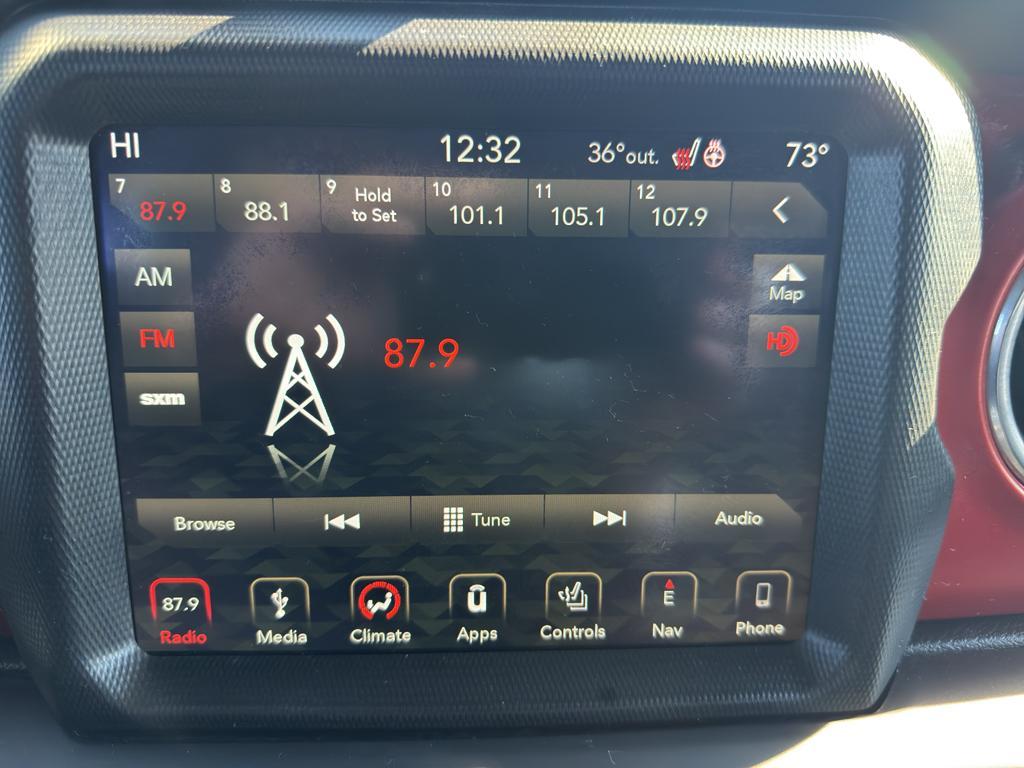 HI 12:32 36°out. 73°
7 87.9 8 88.1 9 Hold to Set 10 101.1 11 105.1 12 107.9
AM
Map
FM
87.9
HD
sxm
Browse Tune Audio
87.9 E
Radio Media Climate Apps Controls Nav Phone